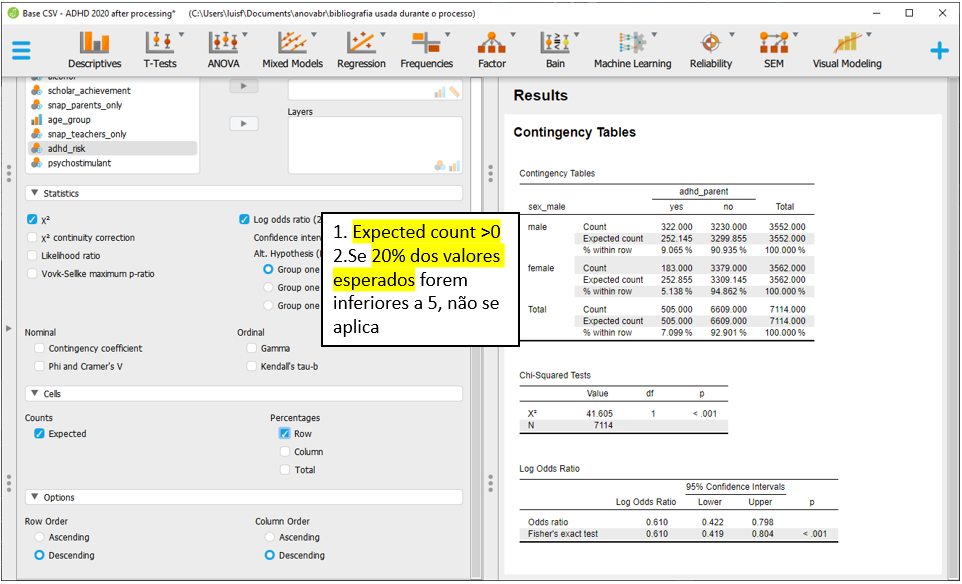 Base CSV - ADHD 2020 after processing* (C:\Users\luisf\Documents\anovabr\bibliografia usada durante o processo)
Descriptives T-Tests ANOVA Mixed Models Regression Frequencies Factor Bain Machine Learning Reliability SEM Visual Modeling
scholar_achievement
snap_parents_only
age_group
snap_teachers_only
adhd_risk
psychostimulant
Layers
Statistics
χ²
χ² continuity correction
Likelihood ratio
Vovk-Sellke maximum p-ratio
Log odds ratio (2
Confidence interv
Alt. Hypothesis (
Group one
Group one
Group one
1. Expected count >0
2.Se 20% dos valores
esperados forem
inferiores a 5, não se
aplica
Nominal
Contingency coefficient
Phi and Cramer's V
Ordinal
Gamma
Kendall's tau-b
Cells
Counts
Expected
Percentages
Row
Column
Total
Options
Row Order
Ascending
Descending
Column Order
Ascending
Descending
Results
Contingency Tables
Contingency Tables
adhd_parent
sex_male yes no Total
male Count 322.000 3230.000 3552.000
Expected count 252.145 3299.855 3552.000
% within row 9.065 % 90.935 % 100.000 %
female Count 183.000 3379.000 3562.000
Expected count 252.855 3309.145 3562.000
% within row 5.138 % 94.862 % 100.000 %
Total Count 505.000 6609.000 7114.000
Expected count 505.000 6609.000 7114.000
% within row 7.099 % 92.901 % 100.000 %
Chi-Squared Tests
Value df p
Χ² 41.605 1 < .001
N 7114
Log Odds Ratio
95% Confidence Intervals
Log Odds Ratio Lower Upper p
Odds ratio 0.610 0.422 0.798
Fisher's exact test 0.610 0.419 0.804 < .001